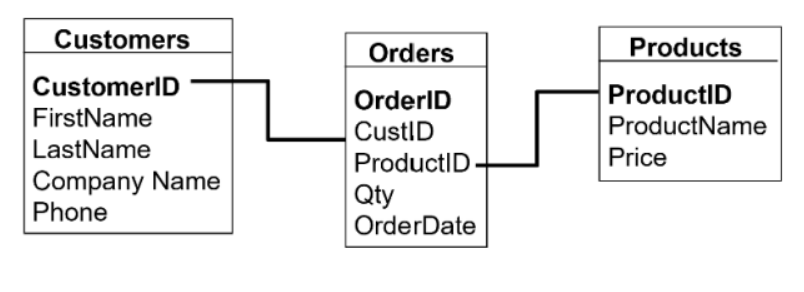 Customers
CustomerID
FirstName
LastName
Company Name
Phone
Orders
OrderID
CustID
ProductID
Qty
OrderDate
Products
ProductID
ProductName
Price